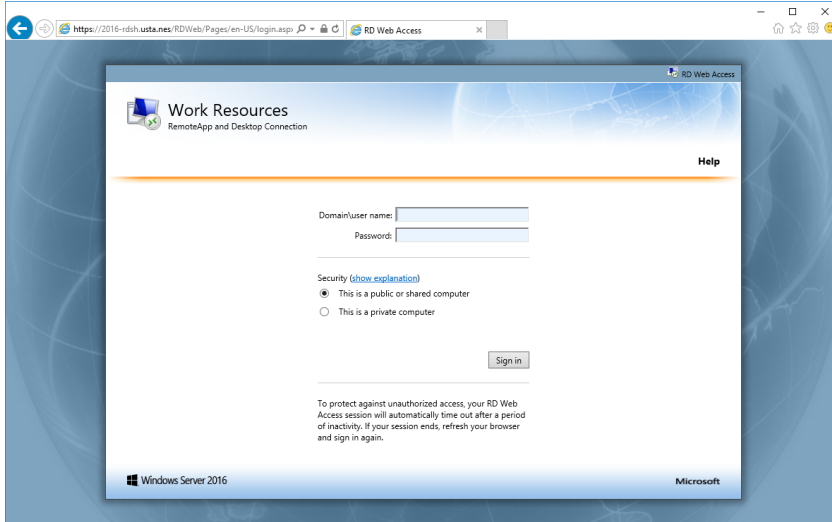 https://2016-rdsh.usta.nes/RDWeb/Pages/en-US/login.asp
RD Web Access
RD Web Access
Work Resources
RemoteApp and Desktop Connection
Help
Domain\user name:
Password:
Security (show explanation)
This is a public or shared computer
This is a private computer
Sign in
To protect against unauthorized access, your RD Web
Access session will automatically time out after a period
of inactivity. If your session ends, refresh your browser
and sign in again.
Windows Server 2016
Microsoft